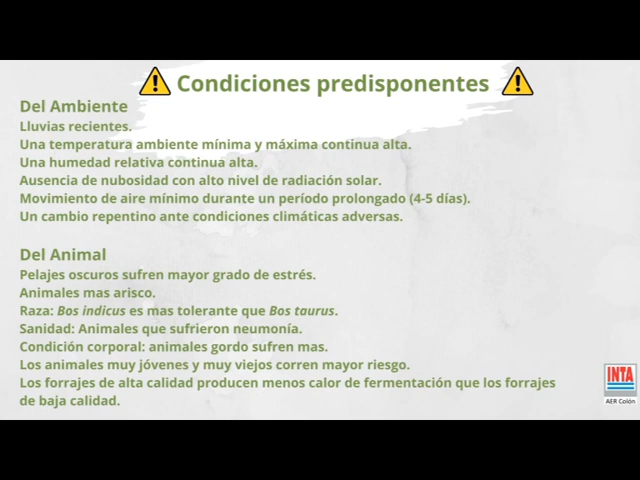 Condiciones predisponentes
Del Ambiente
Lluvias recientes.
Una temperatura ambiente mínima y máxima continua alta.
Una humedad relativa continua alta.
Ausencia de nubosidad con alto nivel de radiación solar.
Movimiento de aire mínimo durante un período prolongado (4-5 días).
Un cambio repentino ante condiciones climáticas adversas.
Del Animal
Pelajes oscuros sufren mayor grado de estrés.
Animales mas arisco.
Raza: Bos indicus es mas tolerante que Bos taurus.
Sanidad: Animales que sufrieron neumonía.
Condición corporal: animales gordo sufren mas.
Los animales muy jóvenes y muy viejos corren mayor riesgo.
Los forrajes de alta calidad producen menos calor de fermentación que los forrajes
de baja calidad.
INTA
AER Colón